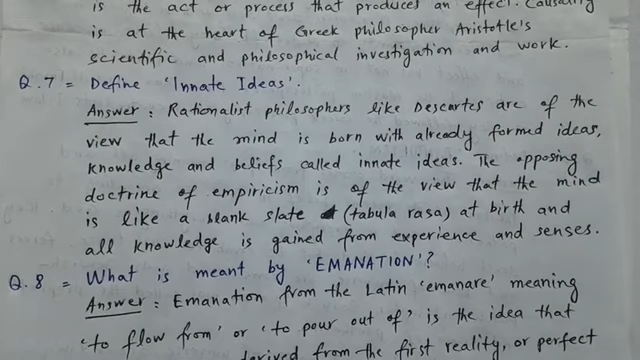 is the act or process that produces an effect. Causality
is at the heart of Greek philosopher Aristotle's
scientific and philosophical investigation and work.
Q.7 = Define 'Innate Ideas'.
Answer : Rationalist philosophers like Descartes are of the
view that the mind is born with already formed ideas,
knowledge and beliefs called innate ideas. The opposing
doctrine of empiricism is of the view that the mind
is like a blank slate (tabula rasa) at birth and
all knowledge is gained from experience and senses.
Q.8 = What is meant by 'EMANATION'?
Answer : Emanation from the Latin 'emanare' meaning
'to flow from' or 'to pour out of' is the idea that
derived from the first reality, or perfect